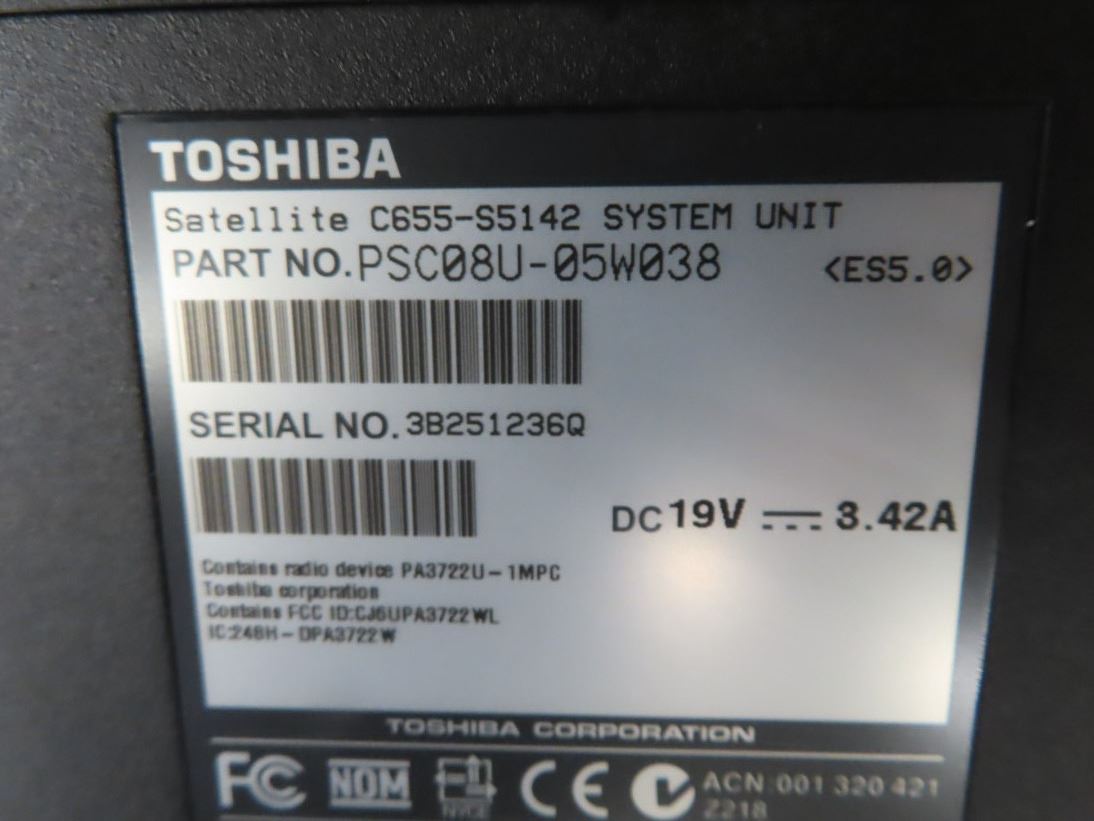 TOSHIBA
Satellite C655-S5142 SYSTEM UNIT
PART NO. PSC08U-05W038 <ES5.0>
SERIAL NO. 3B251236Q
DC 19V 3.42A
Contains radio device PA3722U-1MPC
Toshiba corporation
Contains FCC ID:CJ6UPA3722WL
IC:248H-DPA3722W
TOSHIBA CORPORATION
FC NOM CE ACN:001 320 421
Z218